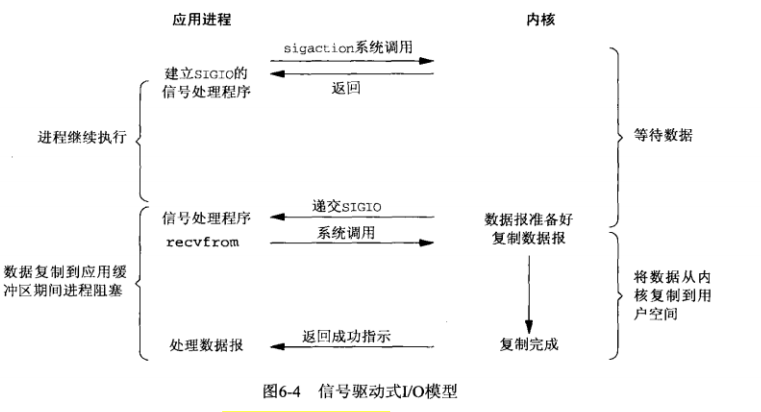 应用进程
内核
sigaction系统调用
建立SIGIO的
信号处理程序
返回
进程继续执行
等待数据
递交SIGIO
信号处理程序
数据报准备好
系统调用
recvfrom
复制数据报
数据复制到应用缓
冲区期间进程阻塞
将数据从内
核复制到用
户空间
返回成功指示
处理数据报
复制完成
图6-4 信号驱动式I/O模型